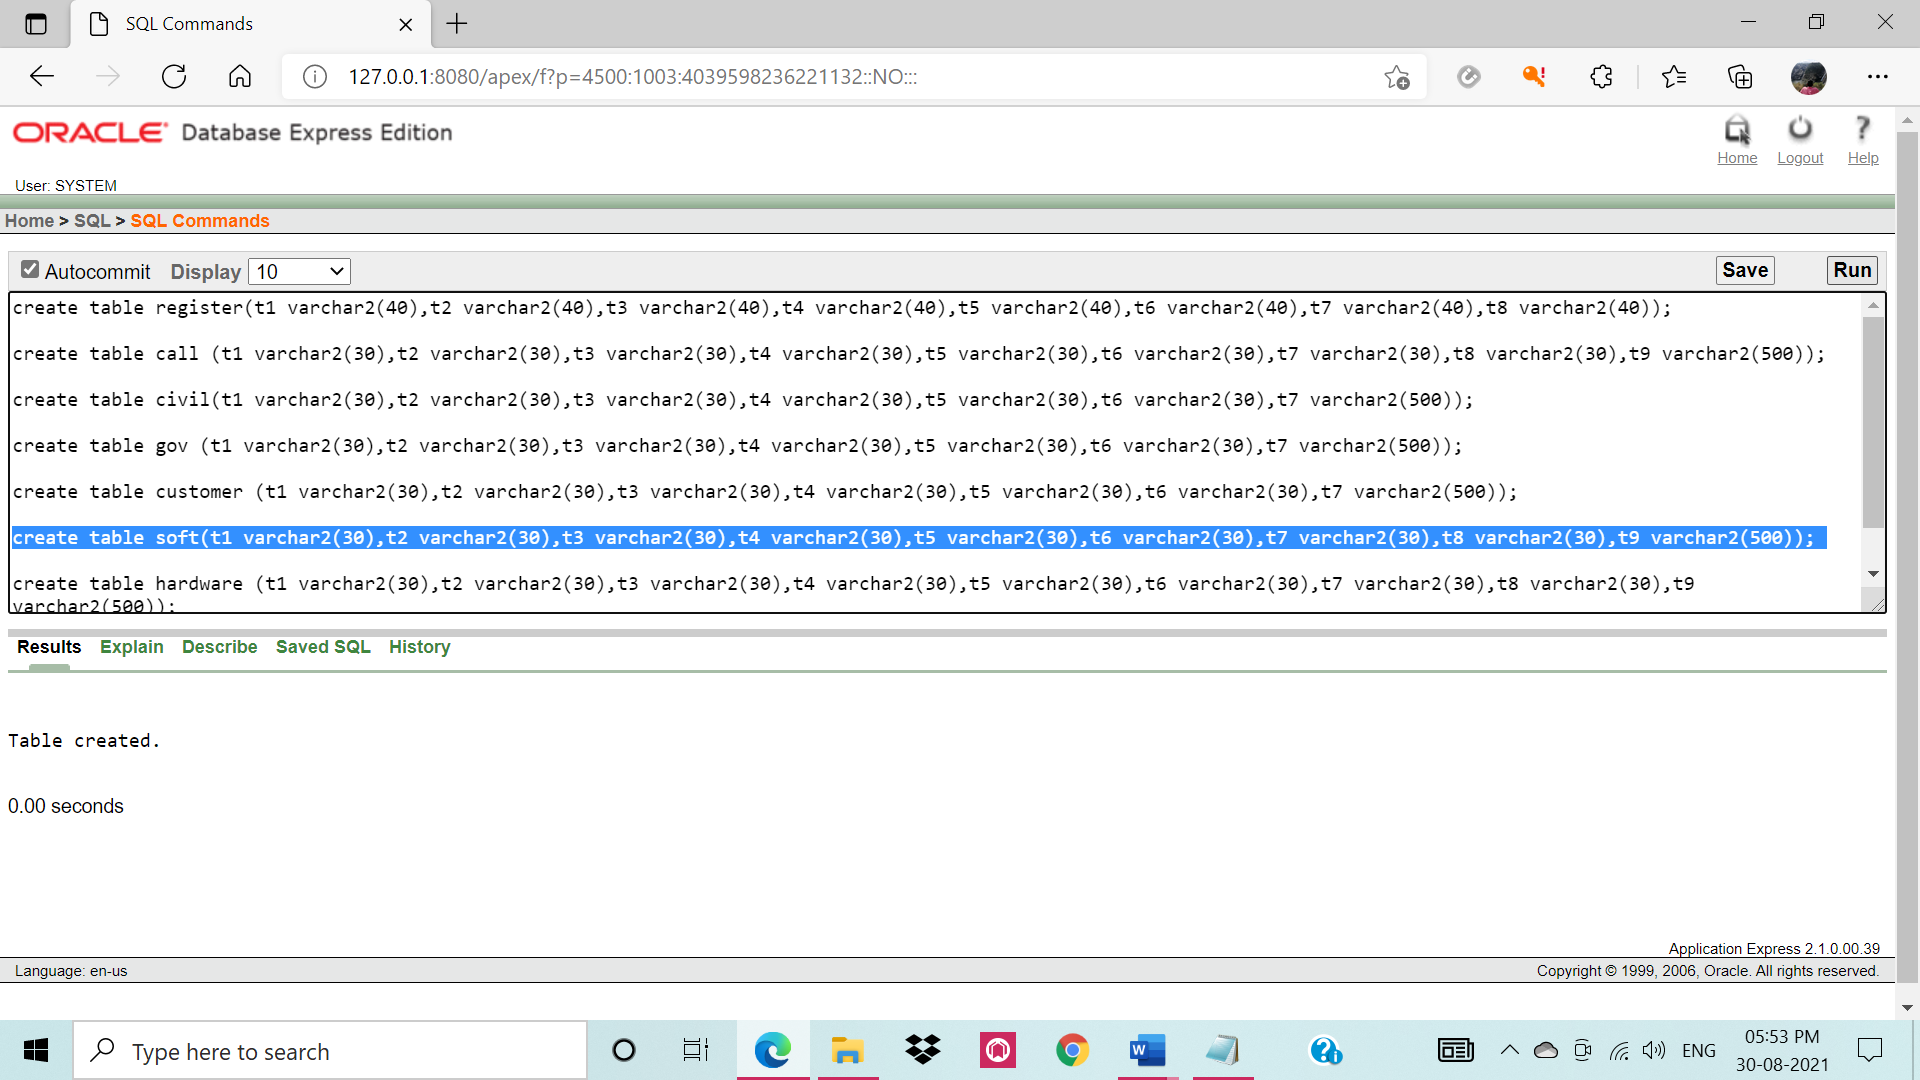 SQL Commands
127.0.0.1:8080/apex/f?p=4500:1003:4039598236221132::NO:::
ORACLE Database Express Edition
Home Logout Help
User: SYSTEM
Home > SQL > SQL Commands
Autocommit Display 10 Save Run
create table register(t1 varchar2(40),t2 varchar2(40),t3 varchar2(40),t4 varchar2(40),t5 varchar2(40),t6 varchar2(40),t7 varchar2(40),t8 varchar2(40));
create table call (t1 varchar2(30),t2 varchar2(30),t3 varchar2(30),t4 varchar2(30),t5 varchar2(30),t6 varchar2(30),t7 varchar2(30),t8 varchar2(30),t9 varchar2(500));
create table civil(t1 varchar2(30),t2 varchar2(30),t3 varchar2(30),t4 varchar2(30),t5 varchar2(30),t6 varchar2(30),t7 varchar2(500));
create table gov (t1 varchar2(30),t2 varchar2(30),t3 varchar2(30),t4 varchar2(30),t5 varchar2(30),t6 varchar2(30),t7 varchar2(500));
create table customer (t1 varchar2(30),t2 varchar2(30),t3 varchar2(30),t4 varchar2(30),t5 varchar2(30),t6 varchar2(30),t7 varchar2(500));
create table soft(t1 varchar2(30),t2 varchar2(30),t3 varchar2(30),t4 varchar2(30),t5 varchar2(30),t6 varchar2(30),t7 varchar2(30),t8 varchar2(30),t9 varchar2(500));
create table hardware (t1 varchar2(30),t2 varchar2(30),t3 varchar2(30),t4 varchar2(30),t5 varchar2(30),t6 varchar2(30),t7 varchar2(30),t8 varchar2(30),t9
varchar2(500));
Results Explain Describe Saved SQL History
Table created.
0.00 seconds
Application Express 2.1.0.00.39
Language: en-us Copyright © 1999, 2006, Oracle. All rights reserved.
Type here to search
ENG
05:53 PM
30-08-2021